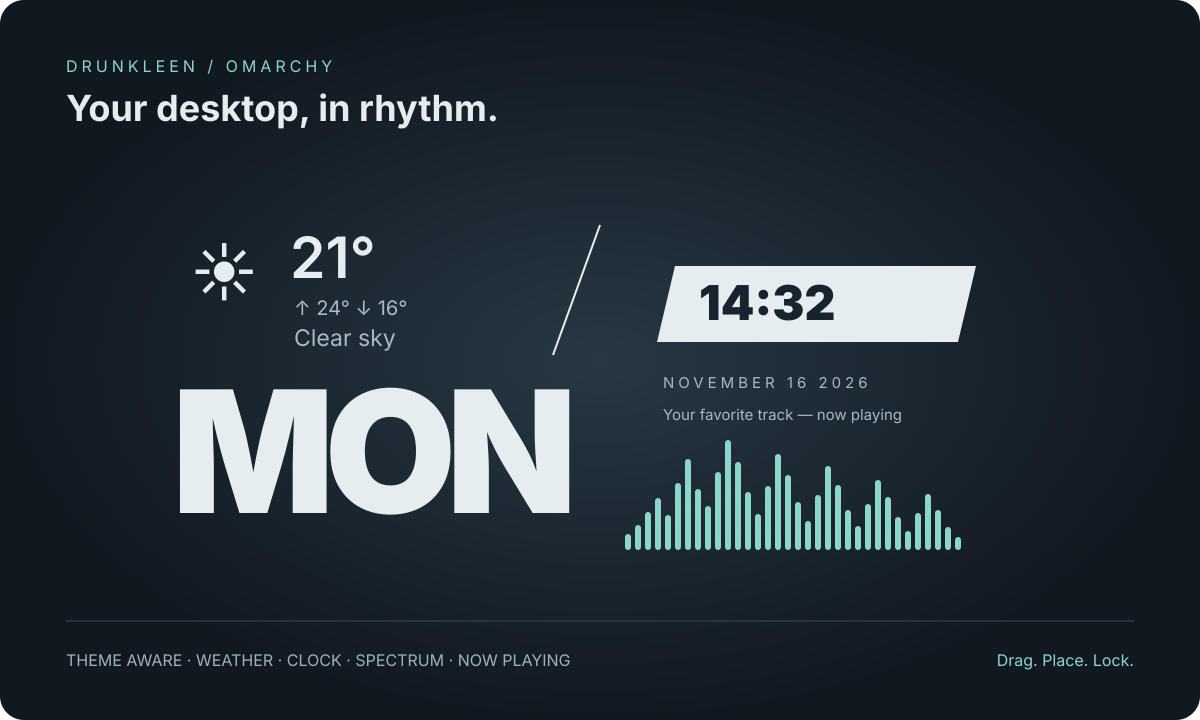 DRUNKLEEN / OMARCHY
Your desktop, in rhythm.
21°
↑ 24° ↓ 16°
Clear sky
MON
14:32
NOVEMBER 16 2026
Your favorite track — now playing
THEME AWARE · WEATHER · CLOCK · SPECTRUM · NOW PLAYING
Drag. Place. Lock.